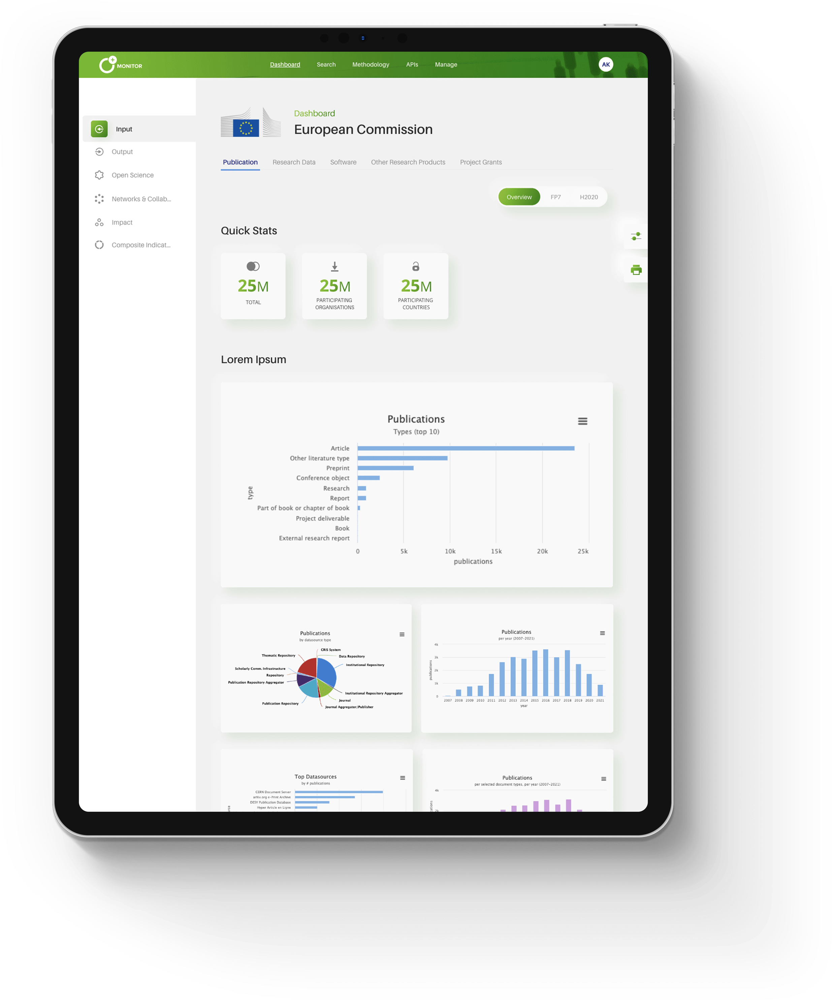 MONITOR
Dashboard Search Methodology APIs Manage
AK
Input
Output
Open Science
Networks & Collab...
Impact
Composite Indicat...
Dashboard
European Commission
Publication Research Data Software Other Research Products Project Grants
Overview FP7 H2020
Quick Stats
25M
TOTAL
25M
PARTICIPATING
ORGANISATIONS
25M
PARTICIPATING
COUNTRIES
Lorem Ipsum
Publications
Types (top 10)
type
Article
Other literature type
Preprint
Conference object
Research
Report
Part of book or chapter of book
Project deliverable
Book
External research report
0 5k 10k 15k 20k 25k
publications
Publications
by datasource type
CRIS System
Data Repository
Institutional Repository
Institutional Repository Aggregator
Journal
Journal Aggregator/Publisher
Publication Repository
Publication Repository Aggregator
Repository
Scholarly Comm. Infrastructure
Thematic Repository
Publications
per year (2007-2021)
publications
4k
3k
2k
1k
0
2007 2008 2009 2010 2011 2012 2013 2014 2015 2016 2017 2018 2019 2020 2021
year
Top Datasources
by # publications
CERN Document Server
arXiv.org e-Print Archive
DESY Publication Database
Hyper Article en Ligne
Publications
per selected document types, per year (2007-2021)
4k
2k